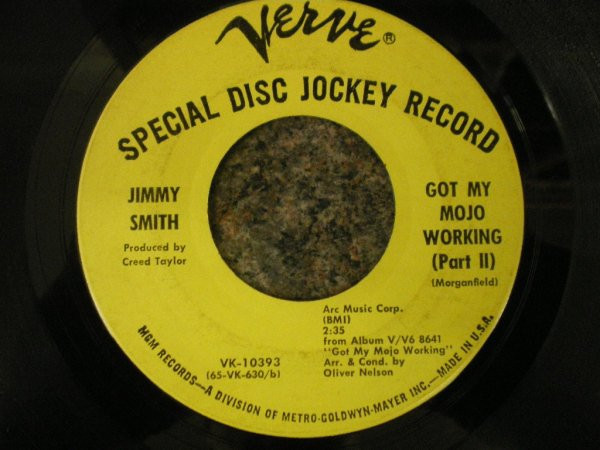 Verve®
SPECIAL DISC JOCKEY RECORD
JIMMY
SMITH
Produced by
Creed Taylor
GOT MY
MOJO
WORKING
(Part II)
(Morganfield)
Arc Music Corp.
(BMI)
2:35
from Album V/V6 8641
"Got My Mojo Working"
Arr. & Cond. by
Oliver Nelson
VK-10393
(65-VK-630/b)
MGM RECORDS—A DIVISION OF METRO-GOLDWYN-MAYER INC.—MADE IN U.S.A.